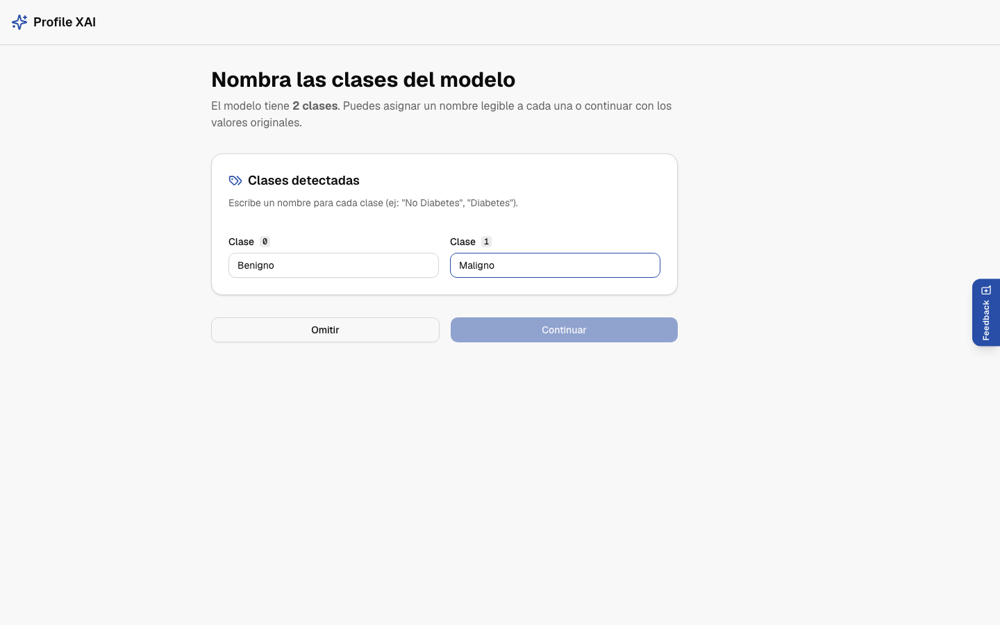 Profile XAI
Nombra las clases del modelo
El modelo tiene 2 clases. Puedes asignar un nombre legible a cada una o continuar con los
valores originales.
Clases detectadas
Escribe un nombre para cada clase (ej: "No Diabetes", "Diabetes").
Clase 0
Benigno
Clase 1
Maligno
Omitir
Continuar
Feedback